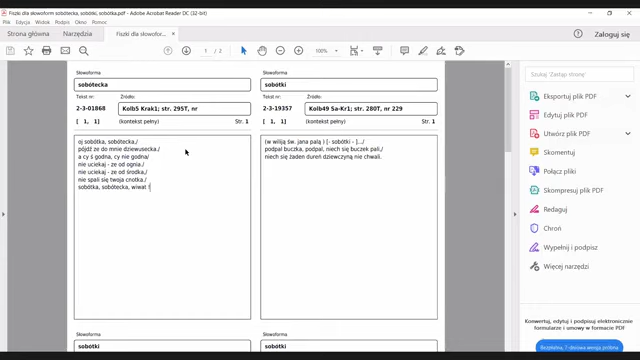 Fiszki dla słowoform sobótecka, sobotki, sobótka.pdf - Adobe Acrobat Reader DC (32-bit)
Plik Edycja Widok Podpis Okno Pomoc
Strona główna Narzędzia Fiszki dla słowofor... × Zaloguj się
1 / 2 100%
Słowoforma
sobótecka
Tekst nr: Źródło:
2-3-01868 Kolb5 Krak1; str. 295T, nr
[ 1, 1] (kontekst pełny) Str. 1
oj sobótka, sobótecka,/
pójdź ze do mnie dziewusecka./
a cy ś godna, cy nie godna/
nie uciekaj - ze od ognia./
nie uciekaj - ze od środka,/
nie spali się twoja cnotka./
sobótka, sobótecka, wiwat !
Słowoforma
sobótki
Tekst nr: Źródło:
2-3-19357 Kolb49 Sa-Kr1; str. 280T, nr 229
[ 1, 1] (kontekst pełny) Str. 1
(w wiliją św. jana palą ) [- sobótki - [.../
podpal buczka, podpal, niech się buczek pali./
niech się żaden dureń dziewczyną nie chwali.
Słowoforma
sobótki
Słowoforma
sobótki
Szukaj 'Zastąp stronę'
Eksportuj plik PDF
Edytuj plik PDF
Utwórz plik PDF
Skomentuj
Połącz pliki
Skompresuj plik PDF
Redaguj
Chroń
Wypełnij i podpisz
Więcej narzędzi
Konwertuj, edytuj i podpisuj elektronicznie
formularze i umowy w formacie PDF
Bezpłatna, 7-dniowa wersja próbna